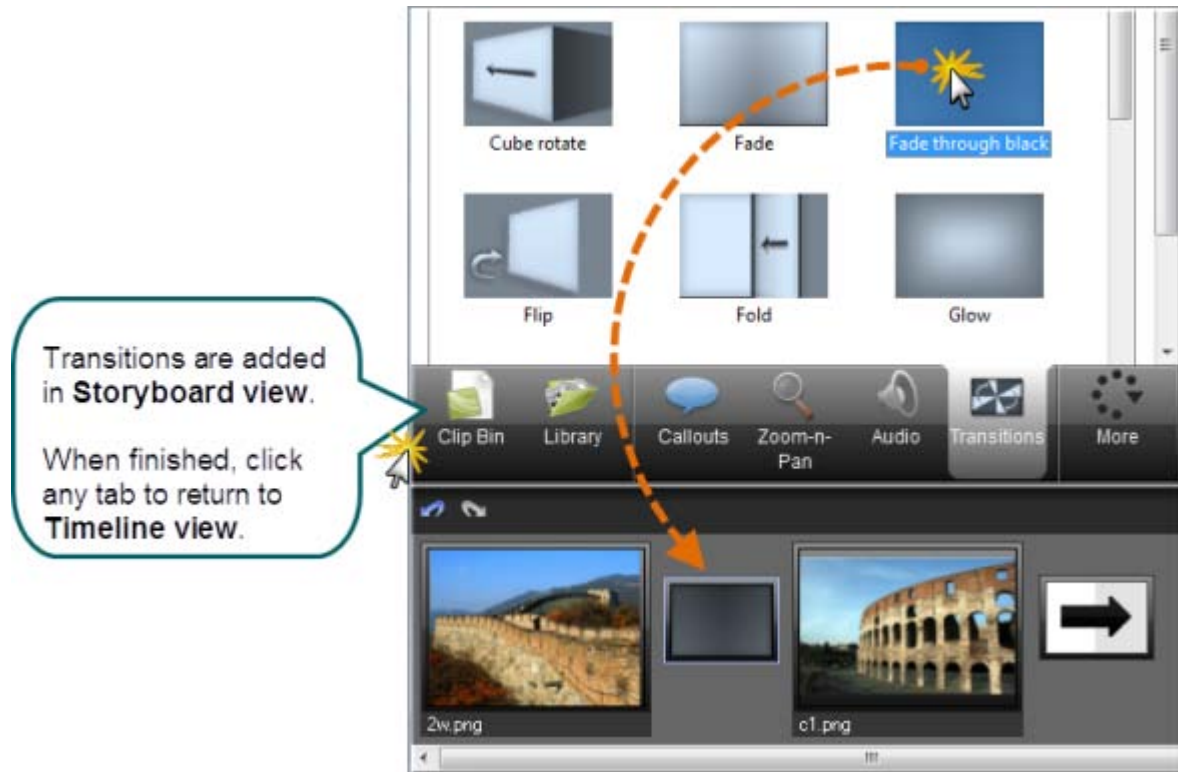 Cube rotate
Fade
Fade through black
Flip
Fold
Glow
Transitions are added
in Storyboard view.
When finished, click
any tab to return to
Timeline view.
Clip Bin
Library
Callouts
Zoom-n-
Pan
Audio
Transitions
More
2w.png
c1.png